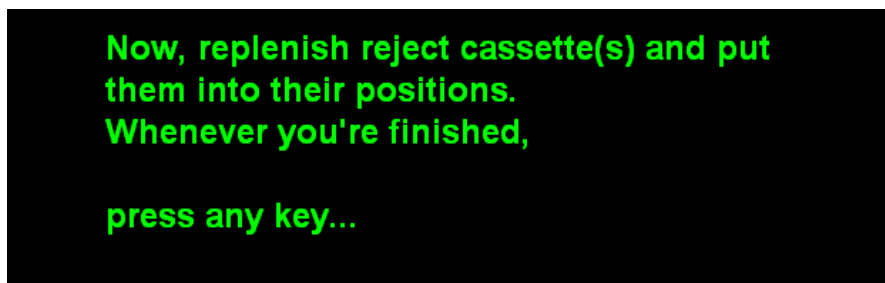 Now, replenish reject cassette(s) and put
them into their positions.
Whenever you're finished,
press any key...